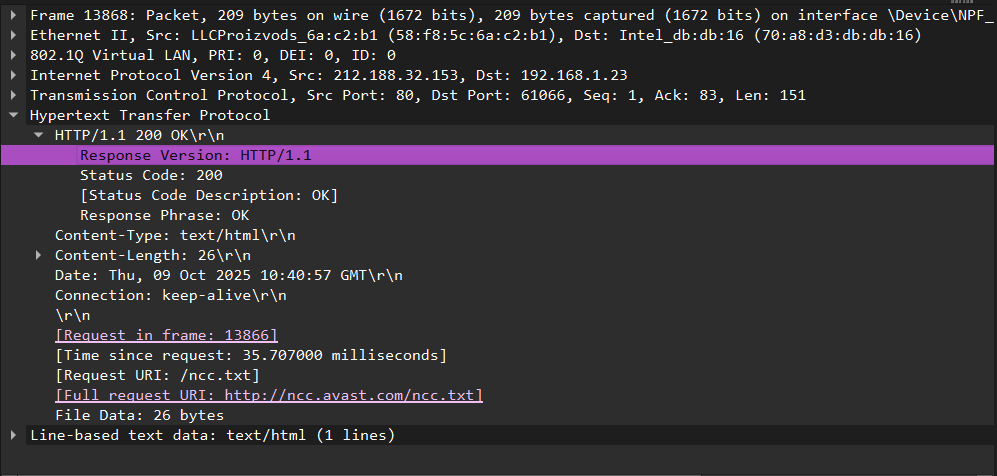 Frame 13868: Packet, 209 bytes on wire (1672 bits), 209 bytes captured (1672 bits) on interface \Device\NPF_
Ethernet II, Src: LLCProizvods_6a:c2:b1 (58:f8:5c:6a:c2:b1), Dst: Intel_db:db:16 (70:a8:d3:db:db:16)
802.1Q Virtual LAN, PRI: 0, DEI: 0, ID: 0
Internet Protocol Version 4, Src: 212.188.32.153, Dst: 192.168.1.23
Transmission Control Protocol, Src Port: 80, Dst Port: 61066, Seq: 1, Ack: 83, Len: 151
Hypertext Transfer Protocol
HTTP/1.1 200 OK\r\n
Response Version: HTTP/1.1
Status Code: 200
[Status Code Description: OK]
Response Phrase: OK
Content-Type: text/html\r\n
Content-Length: 26\r\n
Date: Thu, 09 Oct 2025 10:40:57 GMT\r\n
Connection: keep-alive\r\n
\r\n
[Request in frame: 13866]
[Time since request: 35.707000 milliseconds]
[Request URI: /ncc.txt]
[Full request URI: http://ncc.avast.com/ncc.txt]
File Data: 26 bytes
Line-based text data: text/html (1 lines)